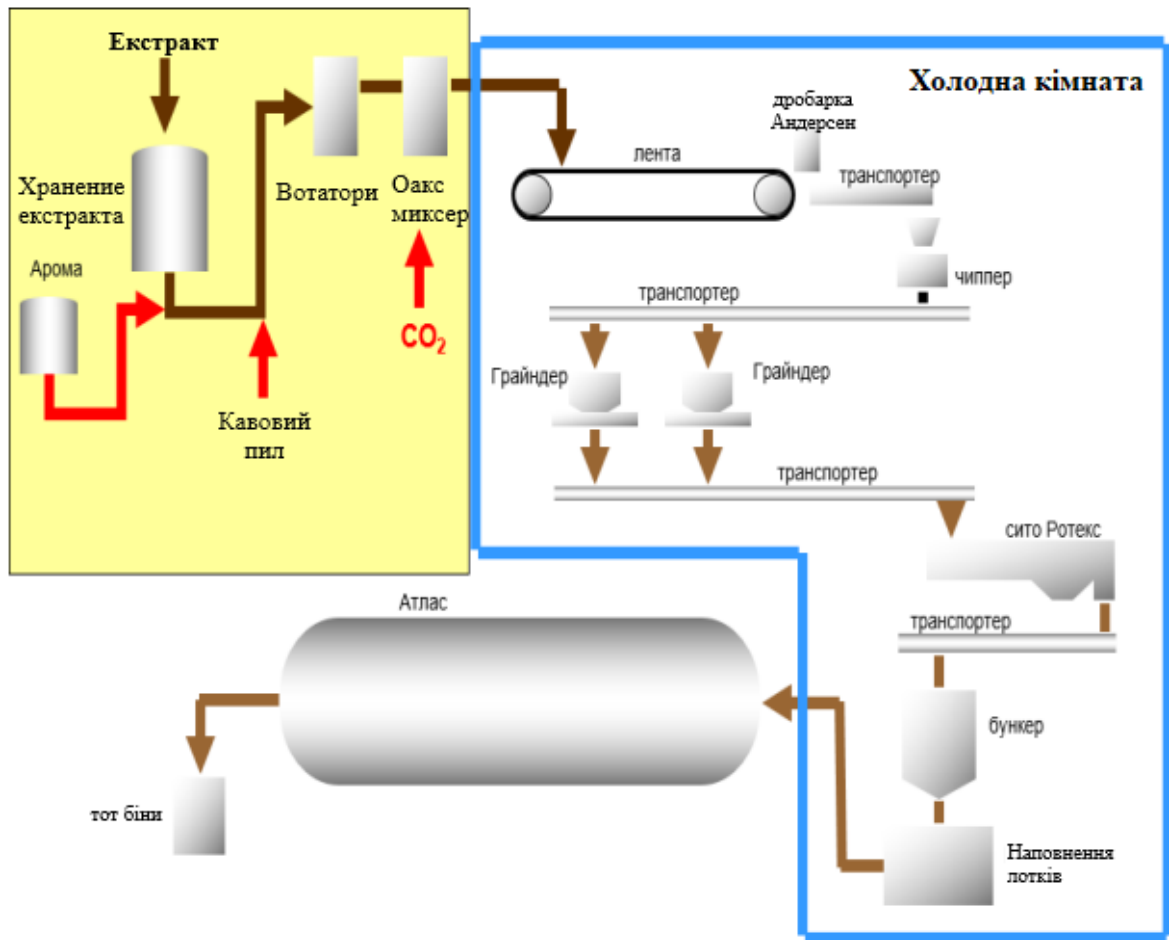 Екстракт
Холодна кімната
дробарка
Андерсен
лента
транспортер
Хранение
екстракта
Вотатори
Оакс
миксер
Арома
чиппер
транспортер
CO₂
Грайндер
Грайндер
Кавовий
пил
транспортер
сито Ротекс
Атлас
транспортер
бункер
тот біни
Наповнення
лотків